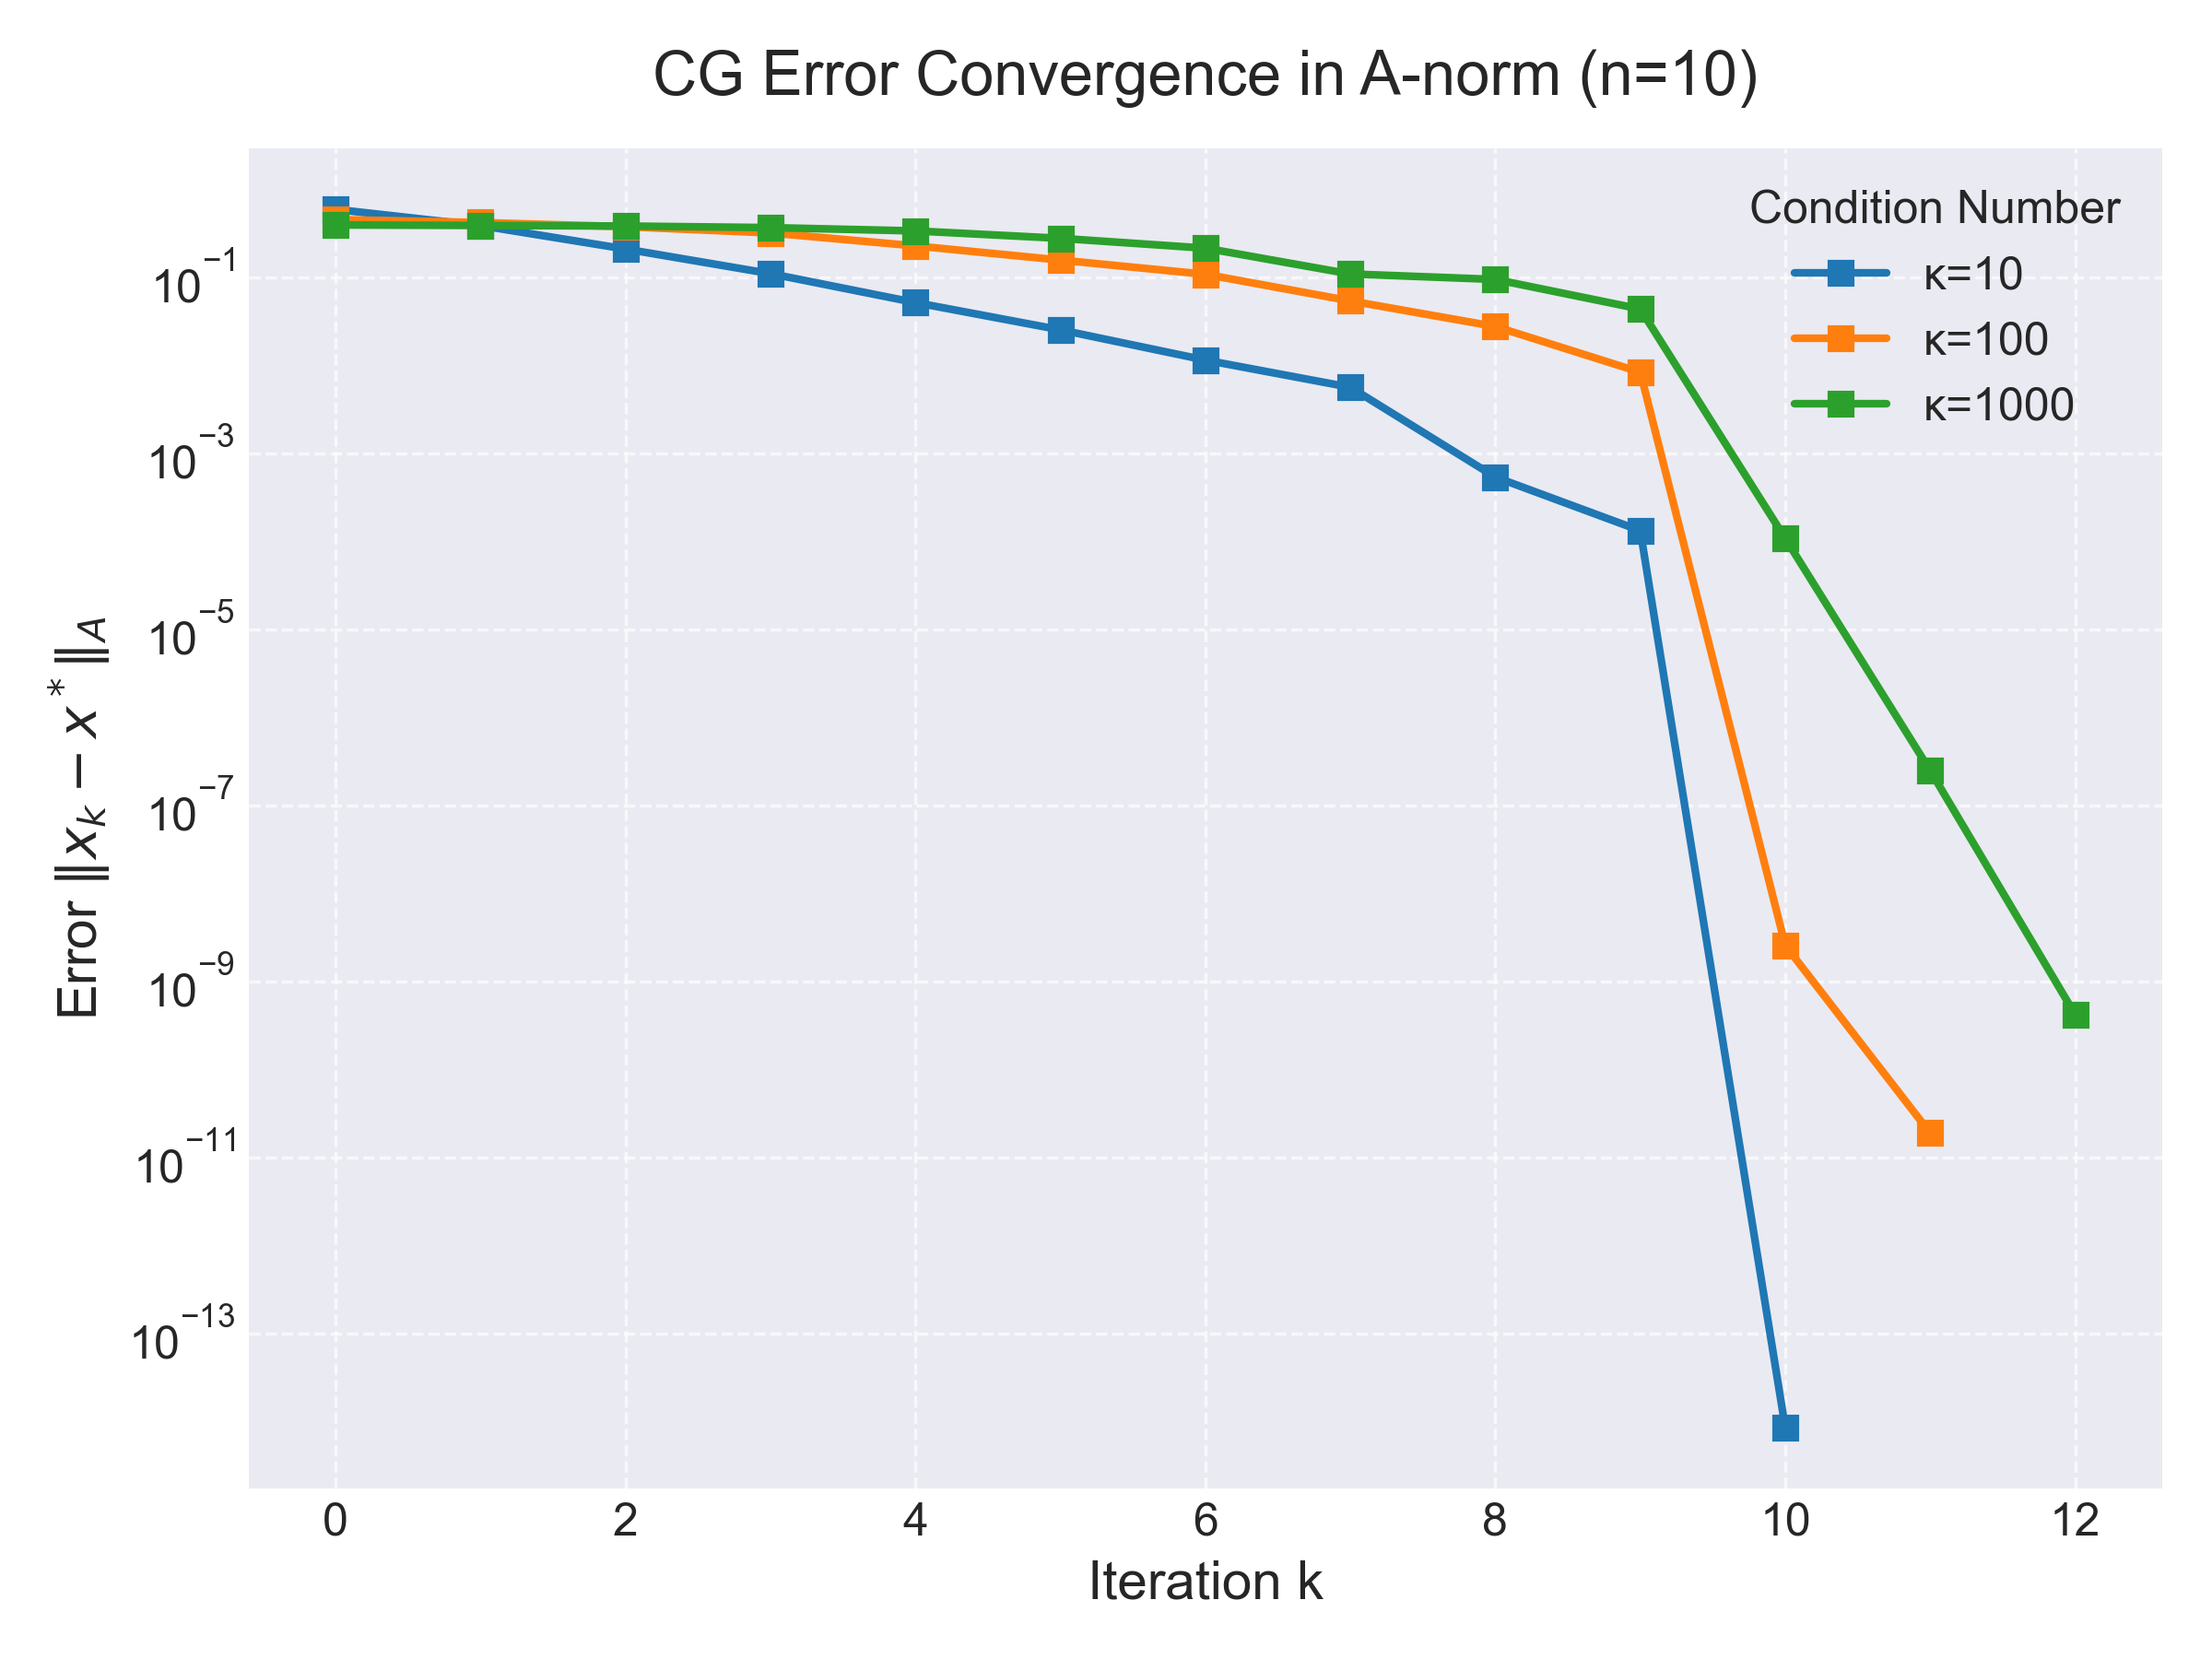 CG Error Convergence in A-norm (n=10)
Condition Number
κ=10
κ=100
κ=1000
10⁻¹
10⁻³
10⁻⁵
10⁻⁷
10⁻⁹
10⁻¹¹
10⁻¹³
Error ‖xₖ − x*‖_A
0 2 4 6 8 10 12
Iteration k